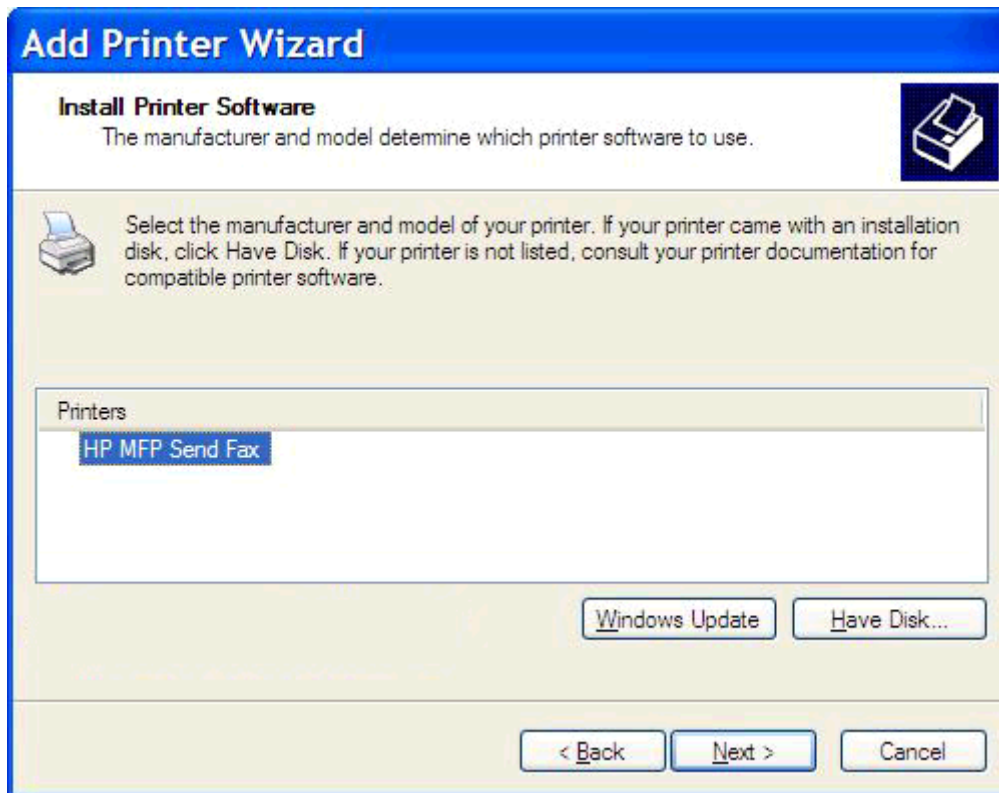 Add Printer Wizard
Install Printer Software
The manufacturer and model determine which printer software to use.
Select the manufacturer and model of your printer. If your printer came with an installation
disk, click Have Disk. If your printer is not listed, consult your printer documentation for
compatible printer software.
Printers
HP MFP Send Fax
Windows Update
Have Disk...
< Back
Next >
Cancel